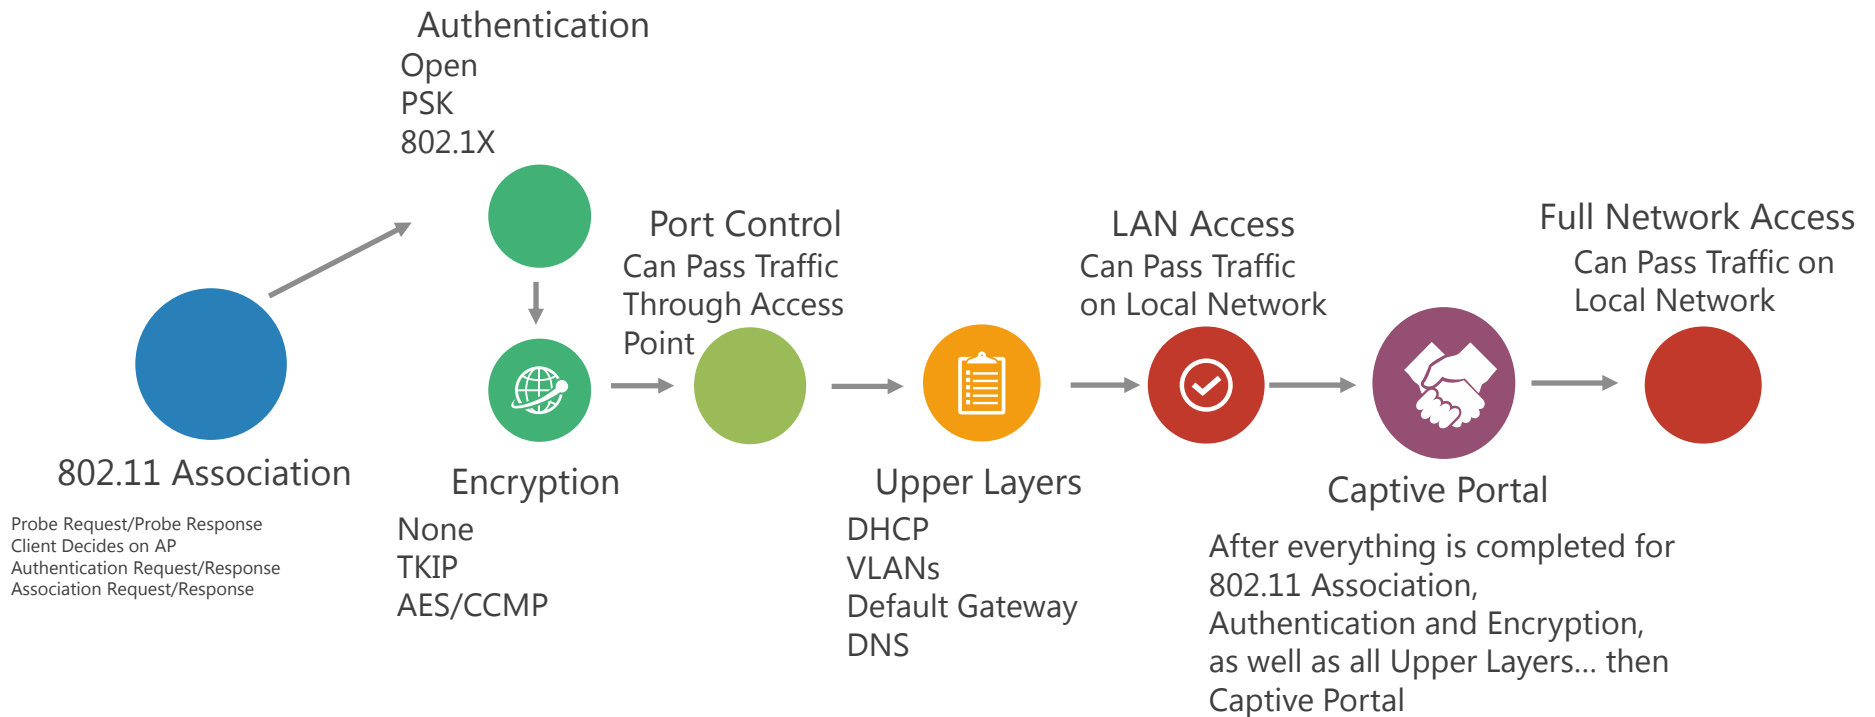 Authentication
Open
PSK
802.1X
802.11 Association
Probe Request/Probe Response
Client Decides on AP
Authentication Request/Response
Association Request/Response
Encryption
None
TKIP
AES/CCMP
Port Control
Can Pass Traffic
Through Access
Point
Upper Layers
DHCP
VLANs
Default Gateway
DNS
LAN Access
Can Pass Traffic
on Local Network
Captive Portal
After everything is completed for
802.11 Association,
Authentication and Encryption,
as well as all Upper Layers... then
Captive Portal
Full Network Access
Can Pass Traffic on
Local Network